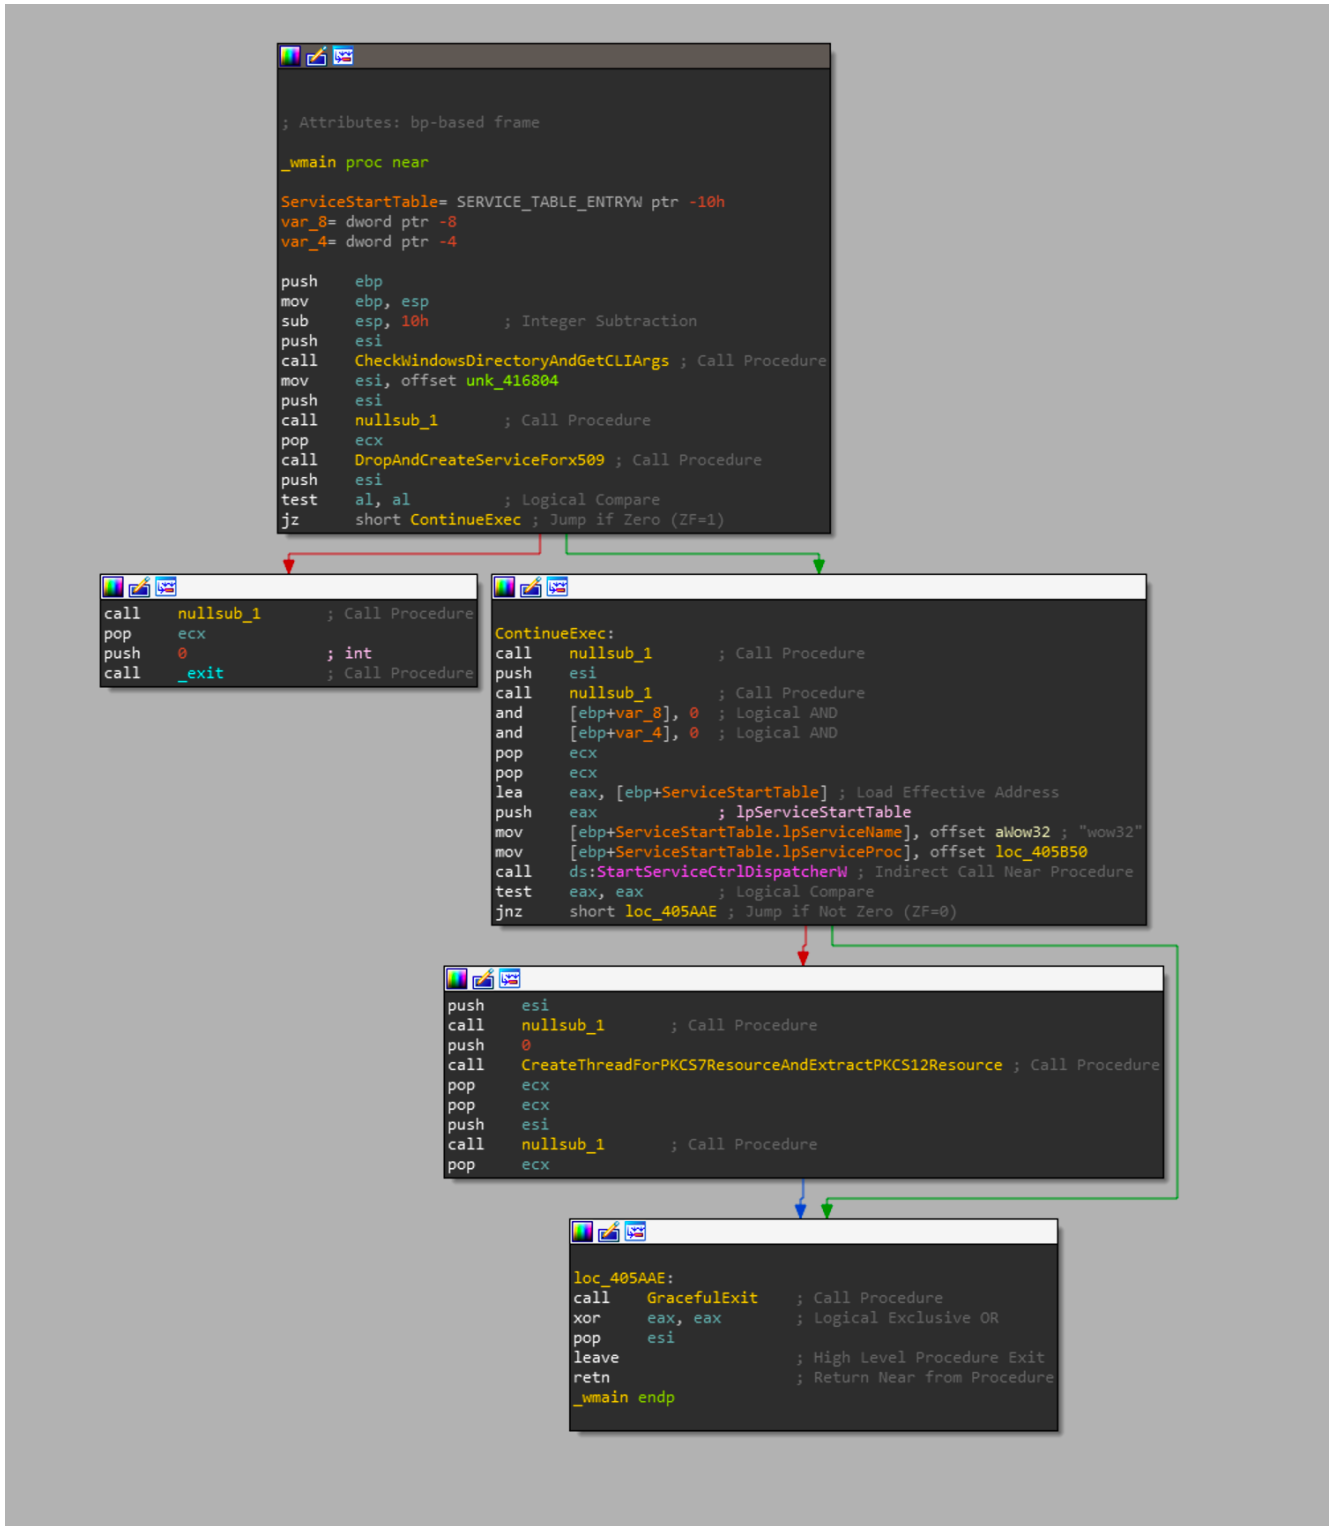 ; Attributes: bp-based frame
_wmain proc near
ServiceStartTable= SERVICE_TABLE_ENTRYW ptr -10h
var_8= dword ptr -8
var_4= dword ptr -4
push ebp
mov ebp, esp
sub esp, 10h ; Integer Subtraction
push esi
call CheckWindowsDirectoryAndGetCLIArgs ; Call Procedure
mov esi, offset unk_416804
push esi
call nullsub_1 ; Call Procedure
pop ecx
call DropAndCreateServiceForx509 ; Call Procedure
push esi
test al, al ; Logical Compare
jz short ContinueExec ; Jump if Zero (ZF=1)
call nullsub_1 ; Call Procedure
pop ecx
push 0 ; int
call _exit ; Call Procedure
ContinueExec:
call nullsub_1 ; Call Procedure
push esi
call nullsub_1 ; Call Procedure
and [ebp+var_8], 0 ; Logical AND
and [ebp+var_4], 0 ; Logical AND
pop ecx
pop ecx
lea eax, [ebp+ServiceStartTable] ; Load Effective Address
push eax ; lpServiceStartTable
mov [ebp+ServiceStartTable.lpServiceName], offset aWow32 ; "wow32"
mov [ebp+ServiceStartTable.lpServiceProc], offset loc_405B50
call ds:StartServiceCtrlDispatcherW ; Indirect Call Near Procedure
test eax, eax ; Logical Compare
jnz short loc_405AAE ; Jump if Not Zero (ZF=0)
push esi
call nullsub_1 ; Call Procedure
push 0
call CreateThreadForPKCS7ResourceAndExtractPKCS12Resource ; Call Procedure
pop ecx
pop ecx
push esi
call nullsub_1 ; Call Procedure
pop ecx
loc_405AAE:
call GracefulExit ; Call Procedure
xor eax, eax ; Logical Exclusive OR
pop esi
leave ; High Level Procedure Exit
retn ; Return Near from Procedure
_wmain endp